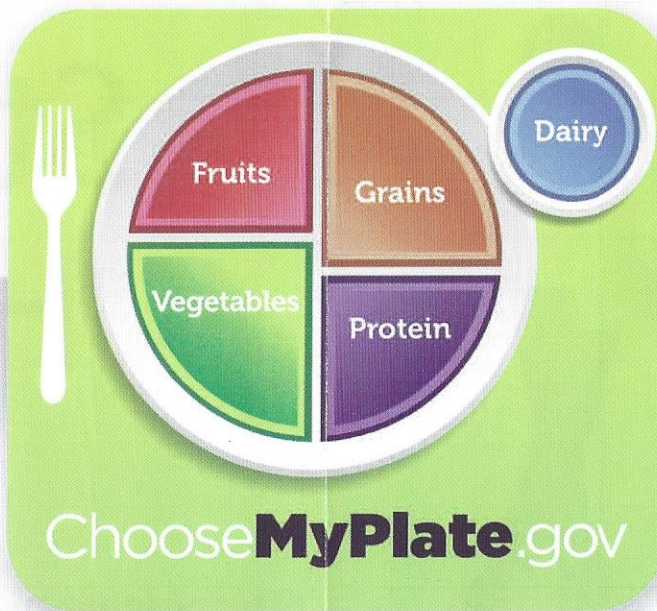 Fruits
Grains
Dairy
Vegetables
Protein
ChooseMyPlate.gov